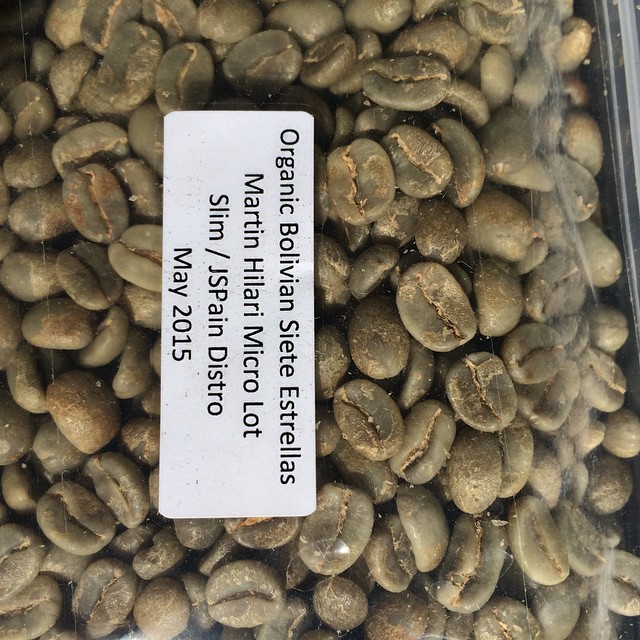 Organic Bolivian Siete Estrellas
Martin Hilari Micro Lot
Slim / JSPain Distro
May 2015